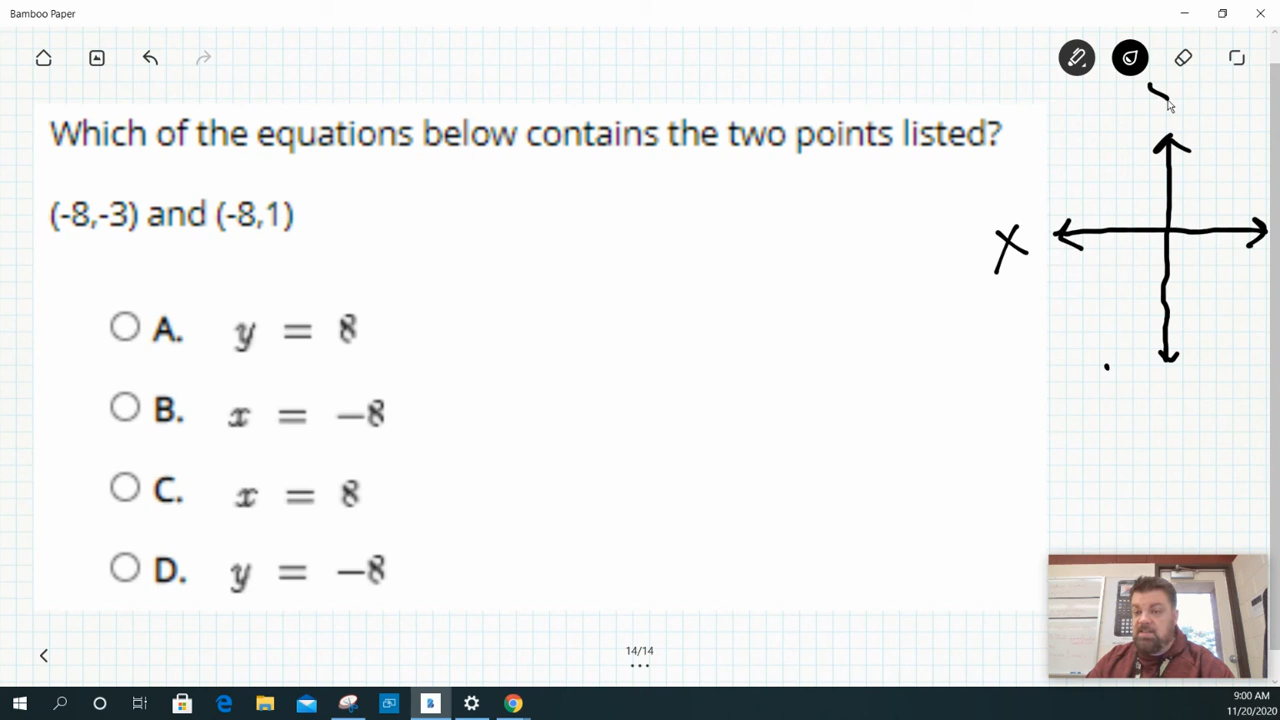 Bamboo Paper
Which of the equations below contains the two points listed?
(-8,-3) and (-8,1)
X
A. y = 8
B. x = −8
C. x = 8
D. y = −8
14/14
9:00 AM
11/20/2020